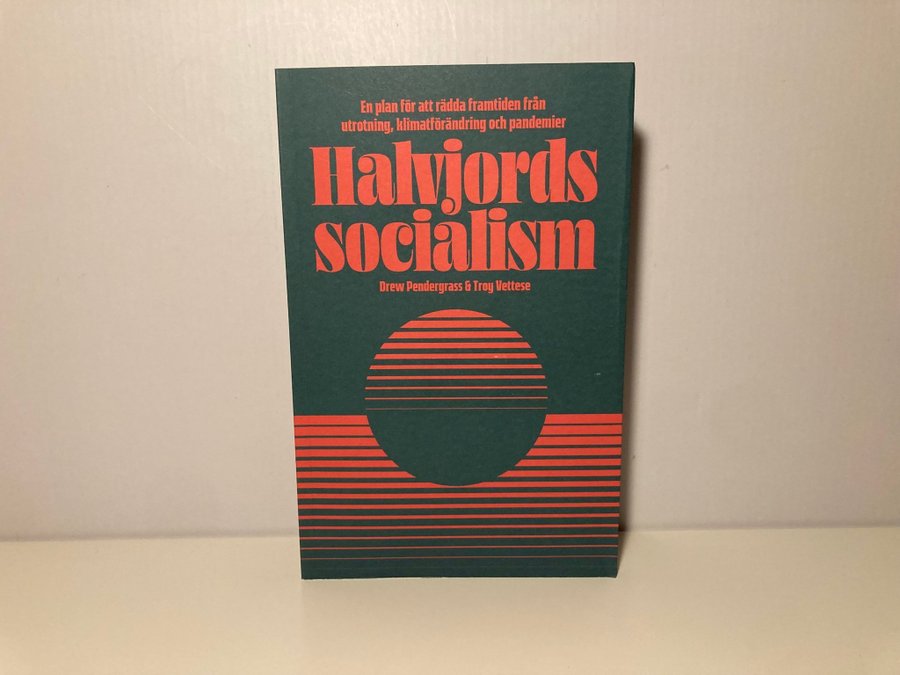 En plan för att rädda framtiden från
utrotning, klimatförändring och pandemier
Halvjords
socialism
Drew Pendergrass & Troy Vettese